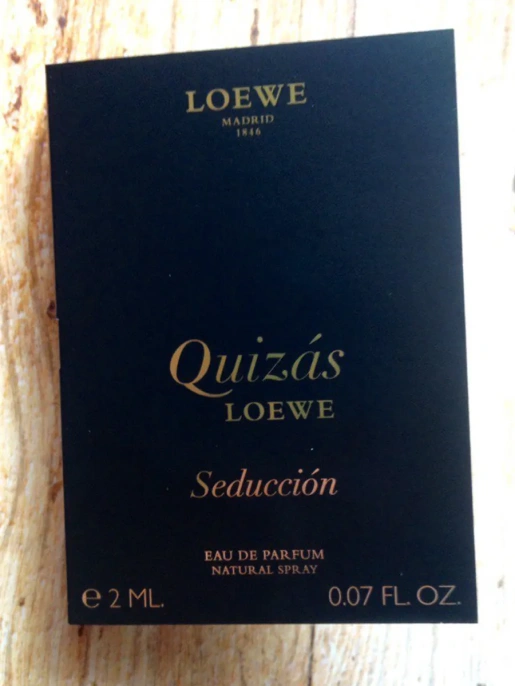 LOEWE
MADRID
1846
Quizás
LOEWE
Seducción
EAU DE PARFUM
NATURAL SPRAY
℮ 2 ML. 0.07 FL. OZ.